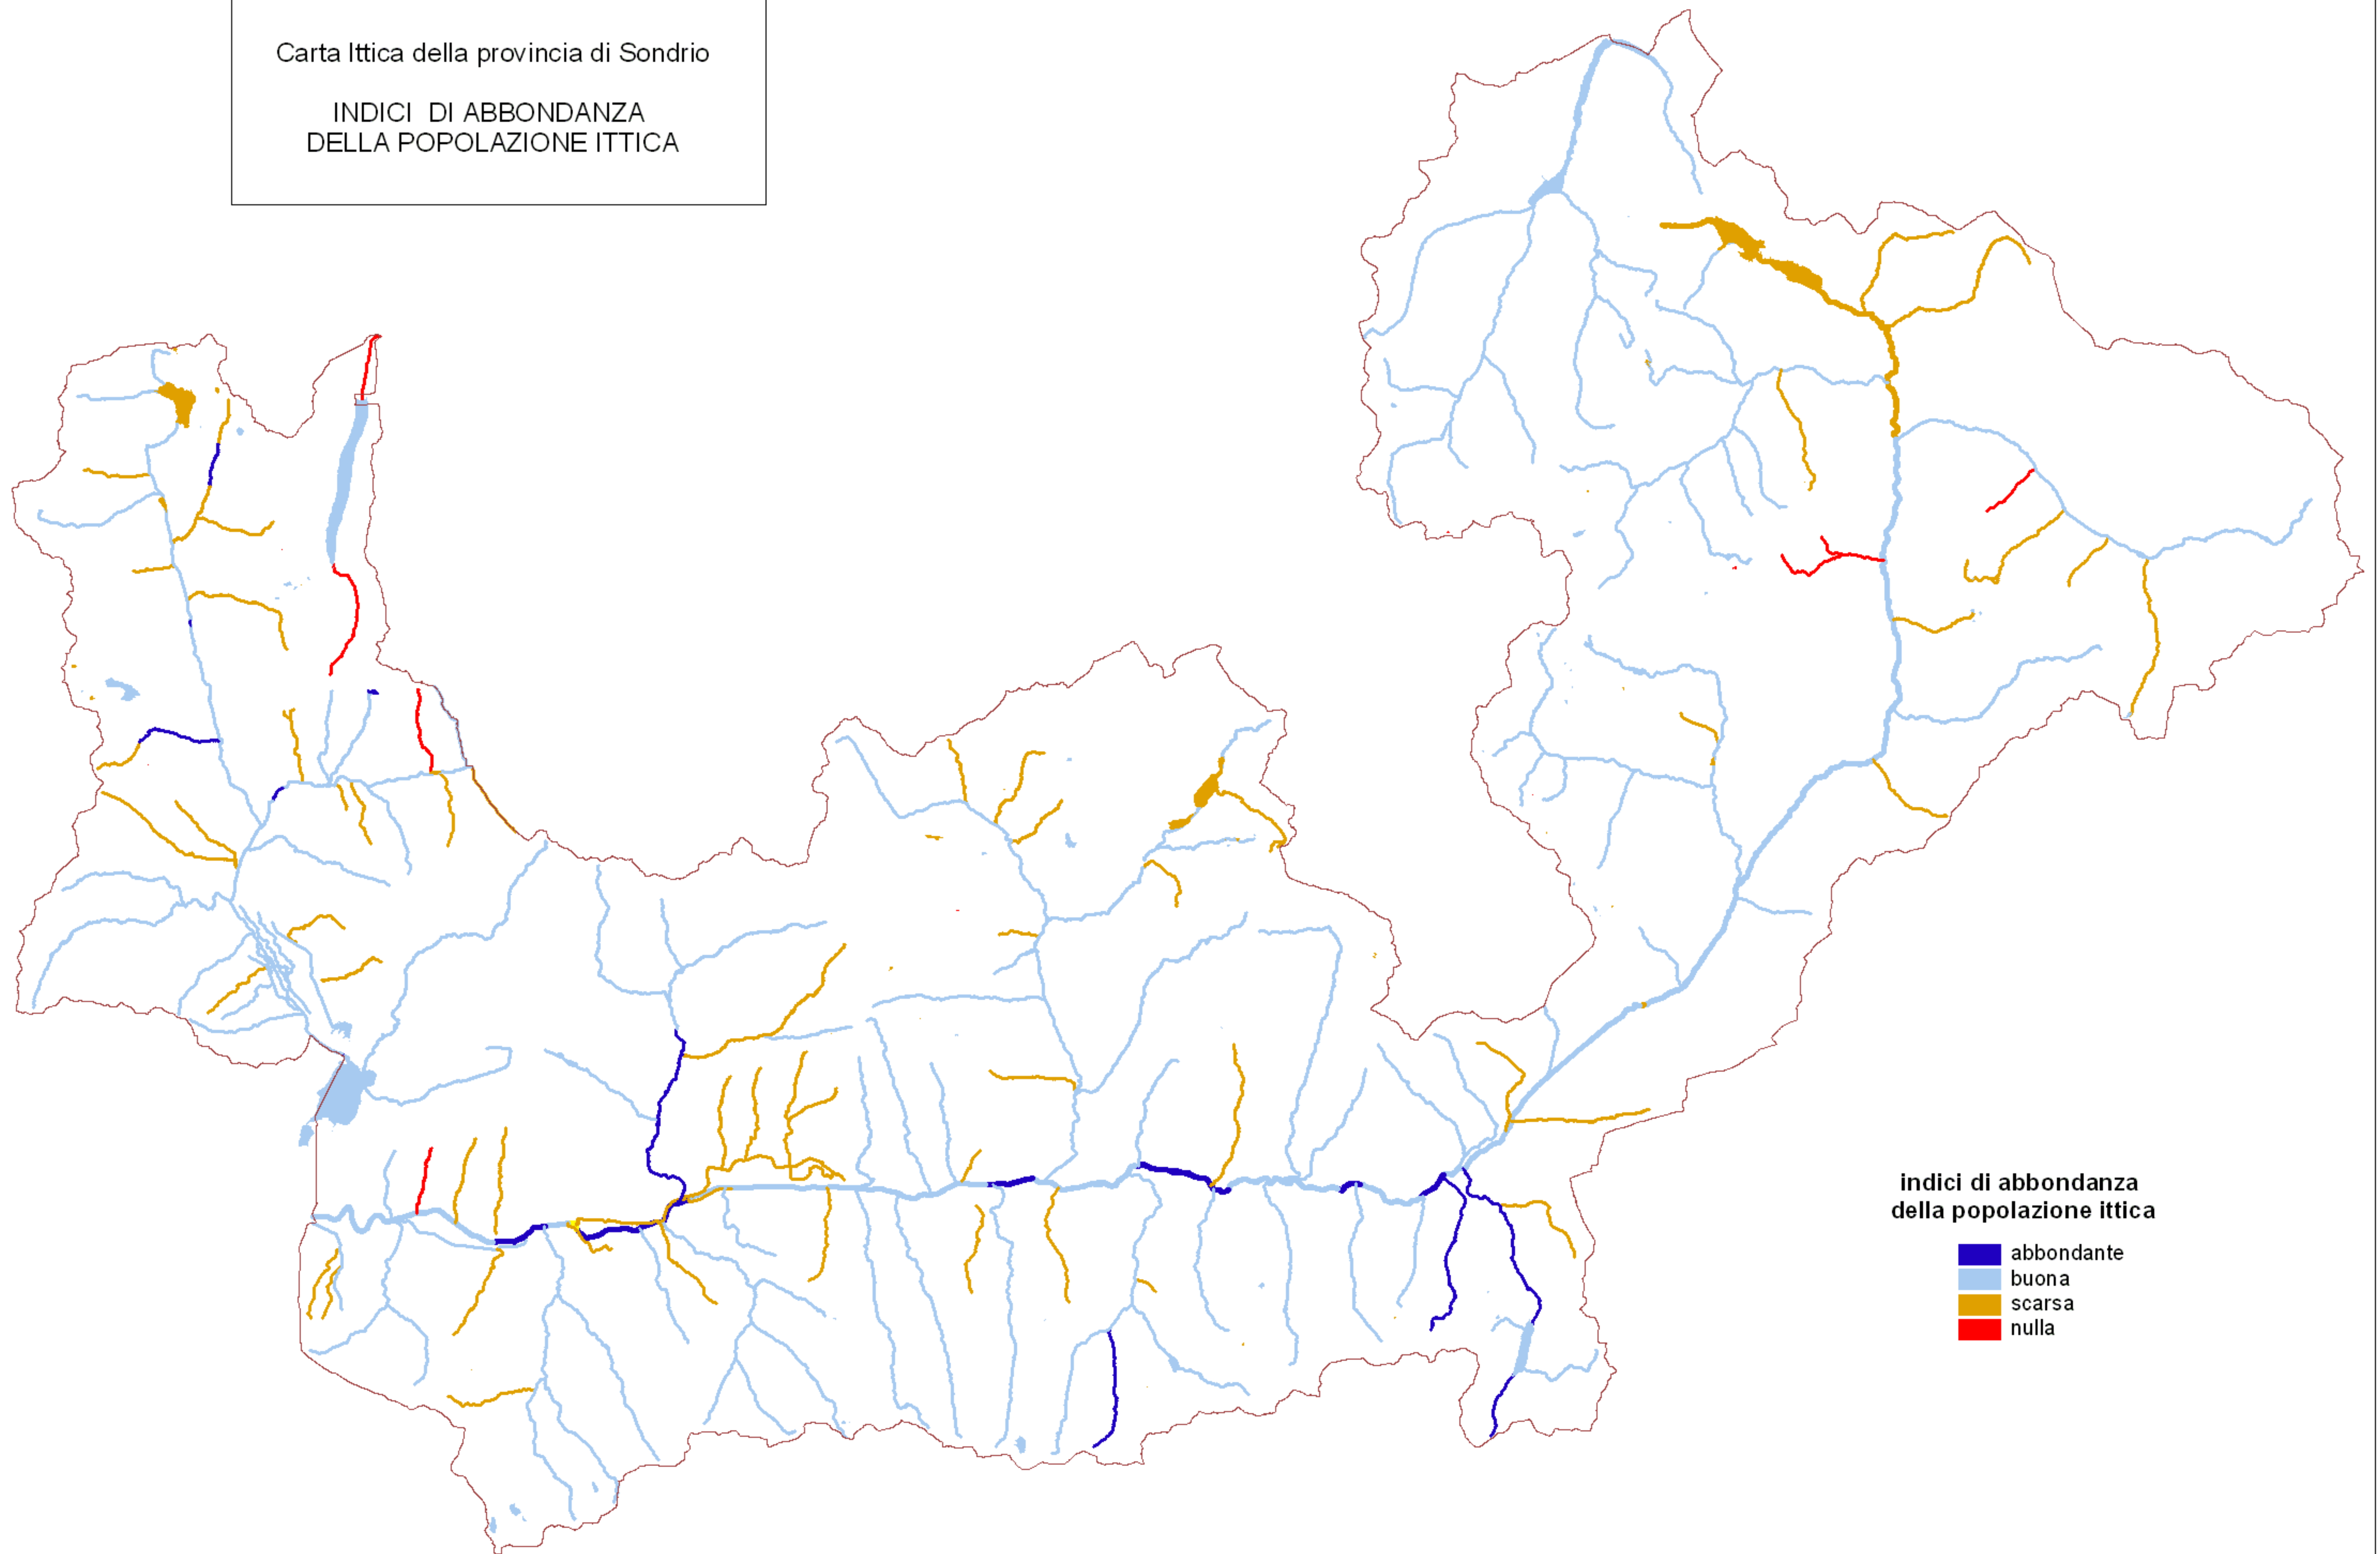 Carta Ittica della provincia di Sondrio
INDICI DI ABBONDANZA
DELLA POPOLAZIONE ITTICA
indici di abbondanza
della popolazione ittica
abbondante
buona
scarsa
nulla